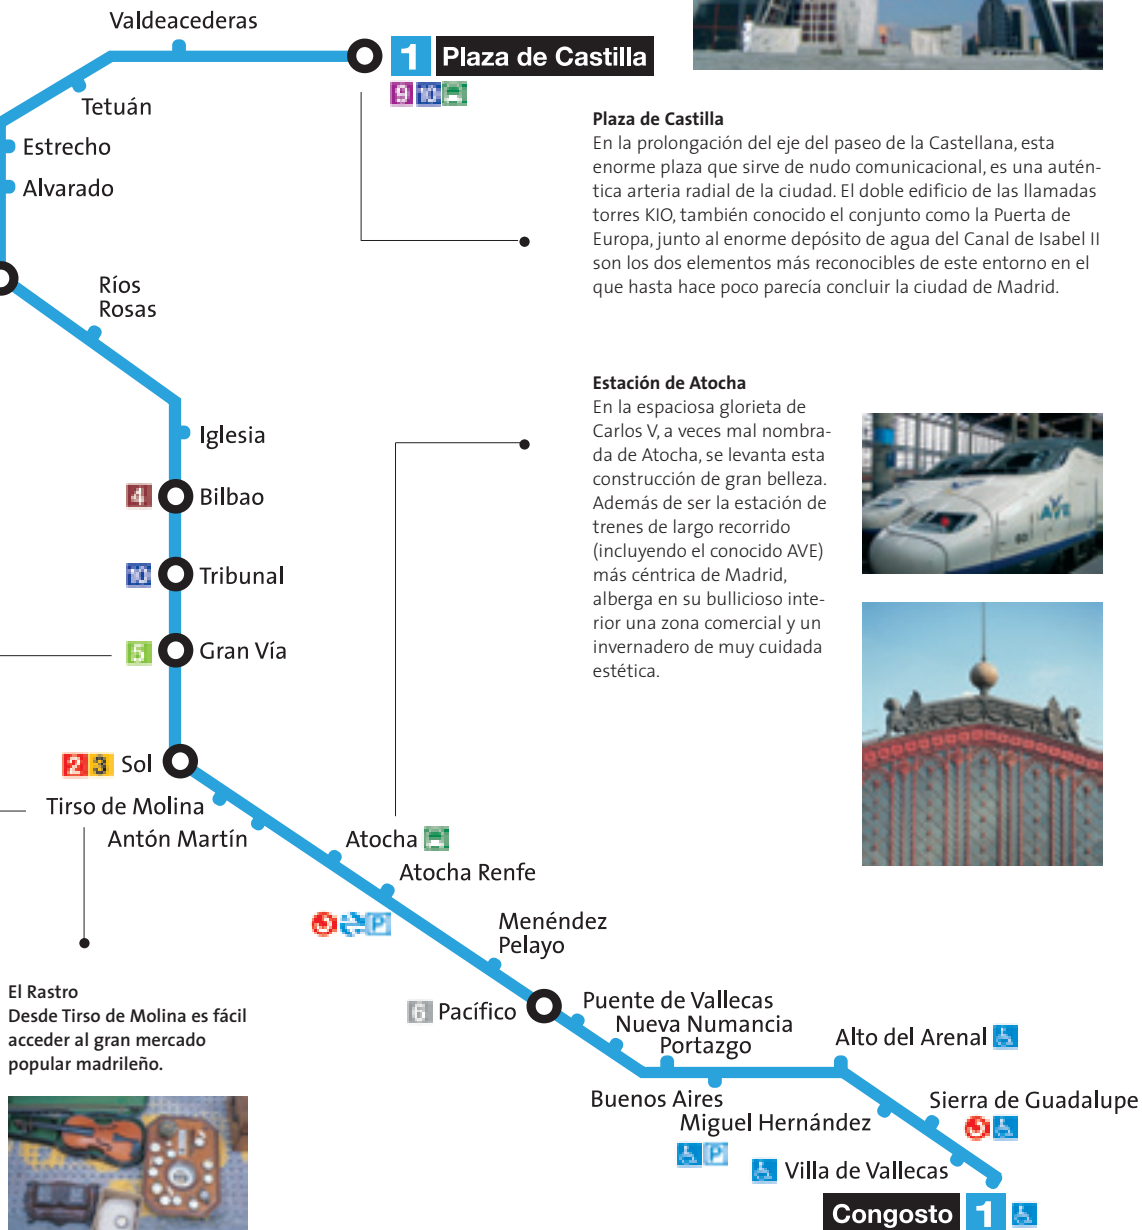 Valdeacederas
1 Plaza de Castilla
9 10
Tetuán
Estrecho
Alvarado
Ríos
Rosas
Iglesia
4 Bilbao
10 Tribunal
5 Gran Vía
2 3 Sol
Tirso de Molina
Antón Martín
Atocha
Atocha Renfe
P
Menéndez
Pelayo
6 Pacífico
Puente de Vallecas
Nueva Numancia
Portazgo
Buenos Aires
Alto del Arenal
Miguel Hernández
P
Sierra de Guadalupe
Villa de Vallecas
Congosto 1
Plaza de Castilla
En la prolongación del eje del paseo de la Castellana, esta
enorme plaza que sirve de nudo comunicacional, es una autén-
tica arteria radial de la ciudad. El doble edificio de las llamadas
torres KIO, también conocido el conjunto como la Puerta de
Europa, junto al enorme depósito de agua del Canal de Isabel II
son los dos elementos más reconocibles de este entorno en el
que hasta hace poco parecía concluir la ciudad de Madrid.
Estación de Atocha
En la espaciosa glorieta de
Carlos V, a veces mal nombra-
da de Atocha, se levanta esta
construcción de gran belleza.
Además de ser la estación de
trenes de largo recorrido
(incluyendo el conocido AVE)
más céntrica de Madrid,
alberga en su bullicioso inte-
rior una zona comercial y un
invernadero de muy cuidada
estética.
AVE
El Rastro
Desde Tirso de Molina es fácil
acceder al gran mercado
popular madrileño.